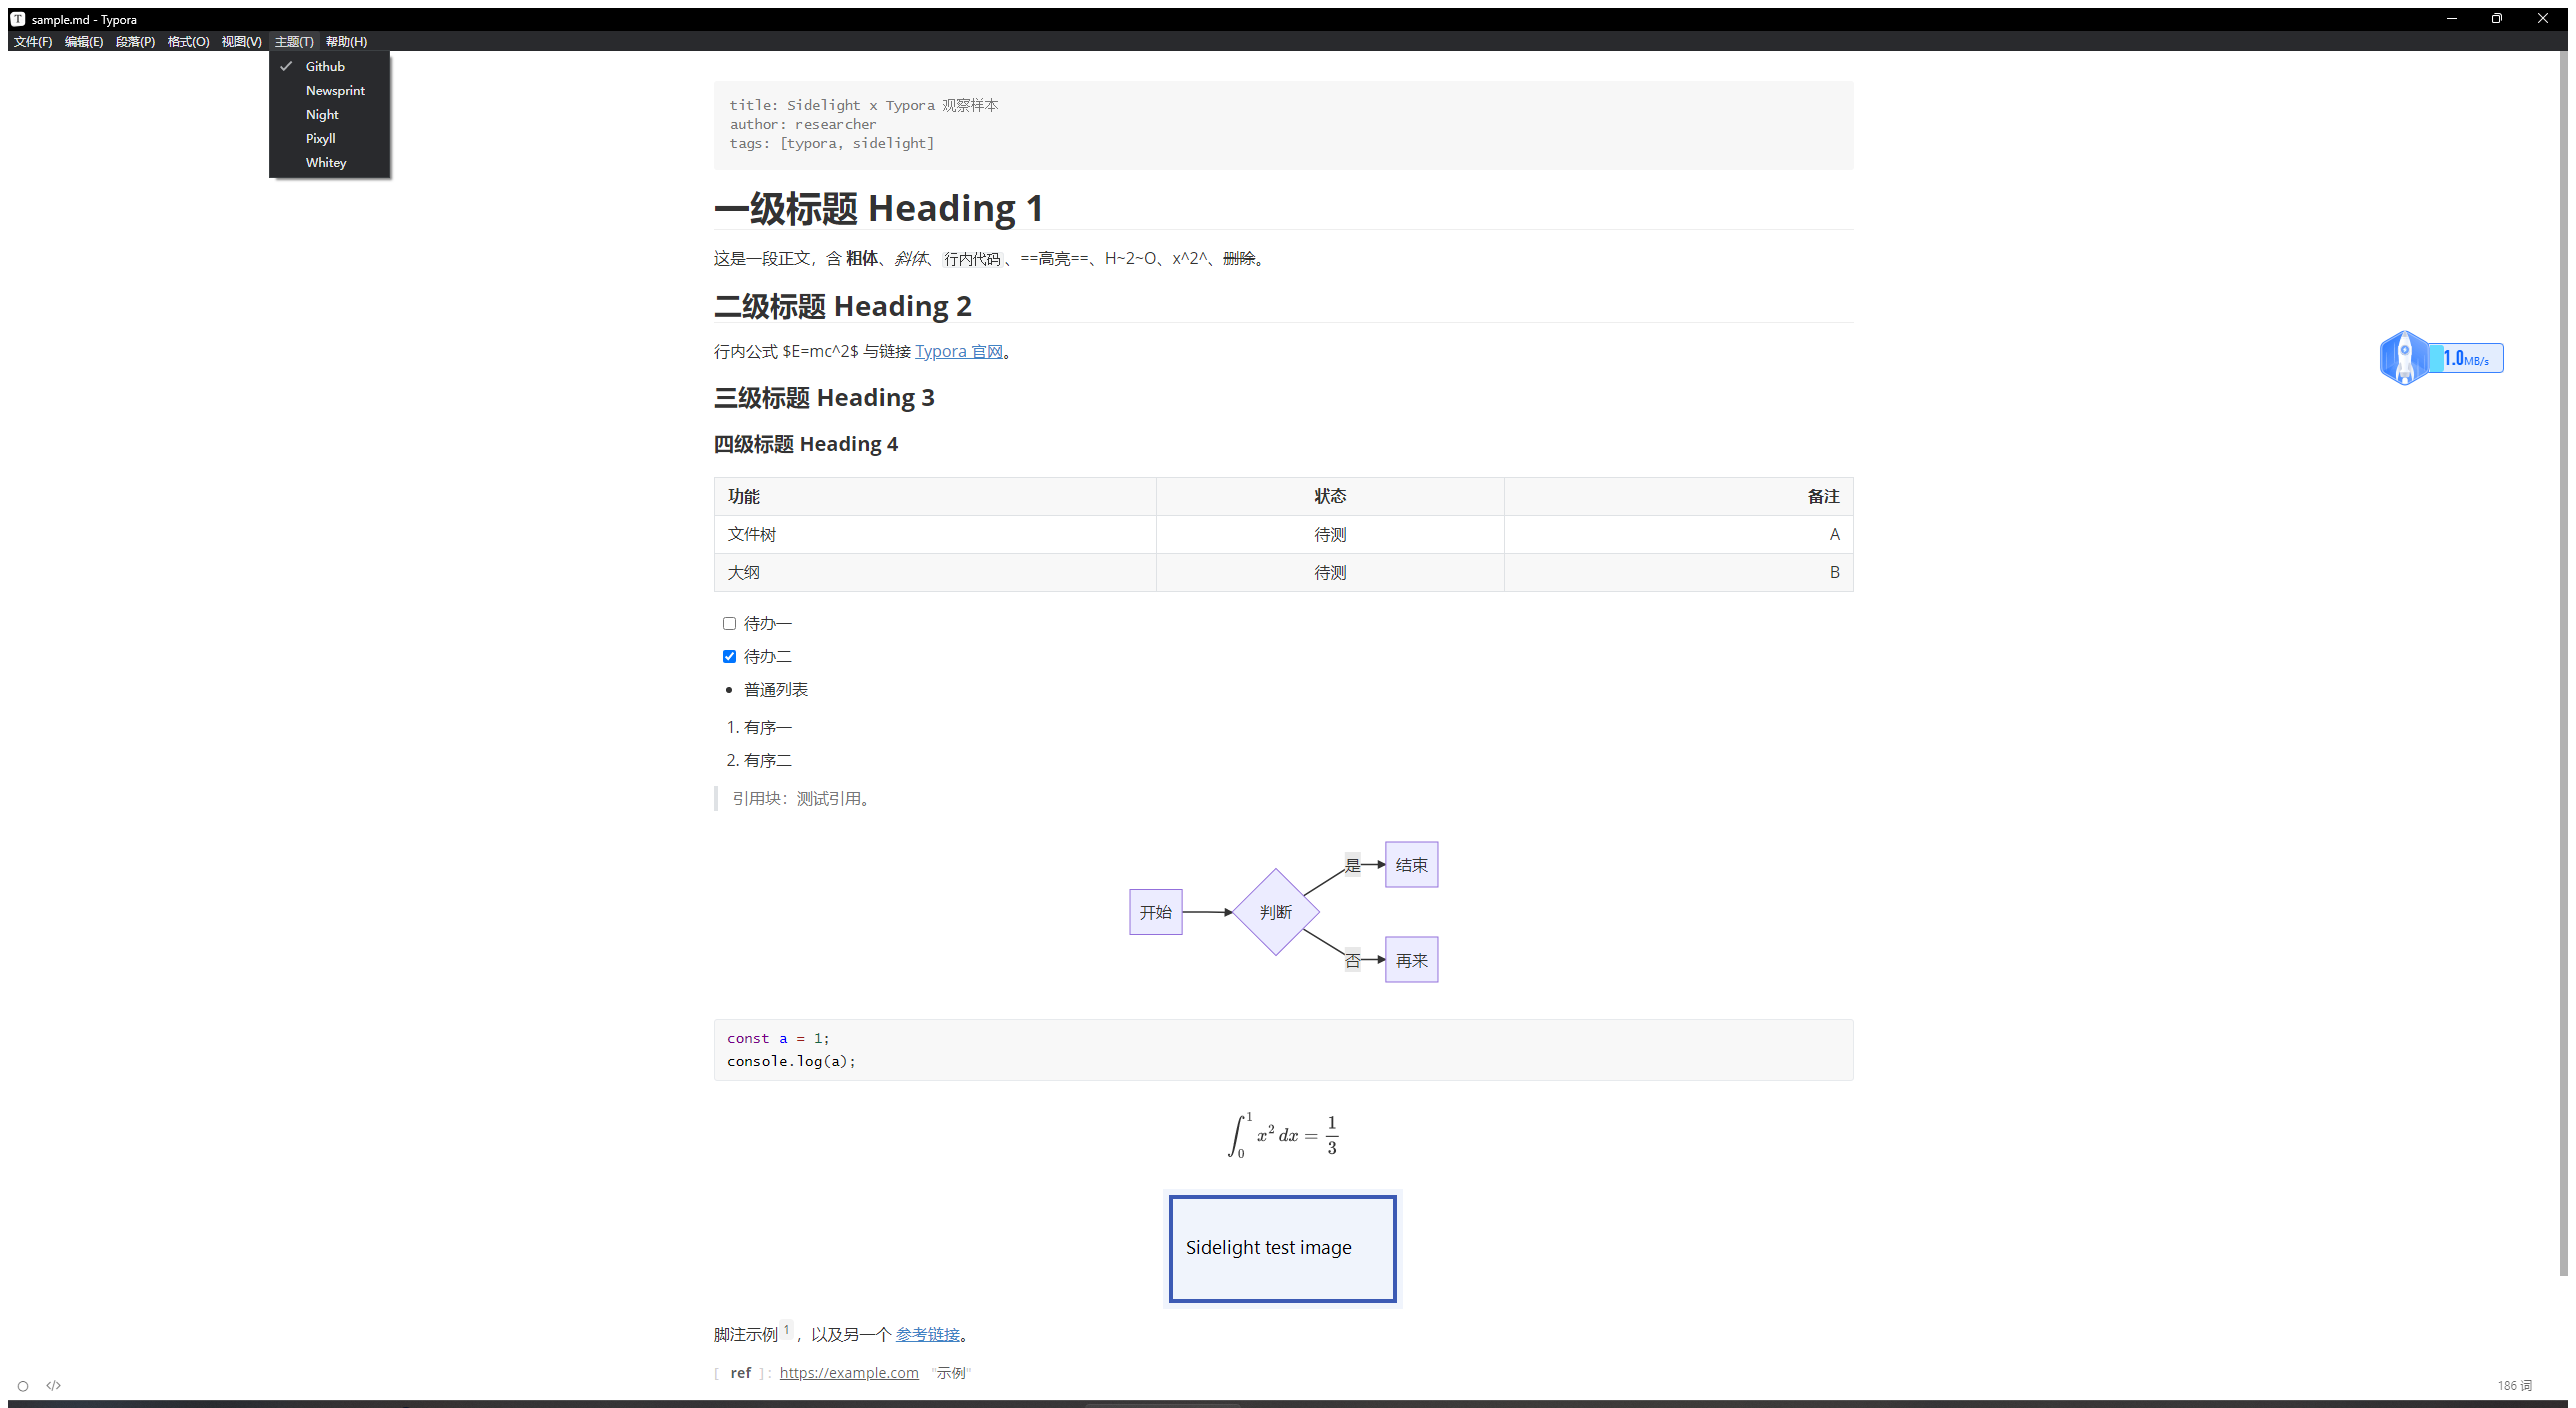 sample.md - Typora
文件(F) 编辑(E) 段落(P) 格式(O) 视图(V) 主题(T) 帮助(H)
Github
Newsprint
Night
Pixyll
Whitey
title: Sidelight x Typora 观察样本
author: researcher
tags: [typora, sidelight]
一级标题 Heading 1
这是一段正文，含 粗体、斜体、行内代码、==高亮==、H~2~O、x^2^、删除。
二级标题 Heading 2
行内公式 $E=mc^2$ 与链接 Typora 官网。
1.0MB/s
三级标题 Heading 3
四级标题 Heading 4
功能 状态 备注
文件树 待测 A
大纲 待测 B
待办一
待办二
普通列表
1. 有序一
2. 有序二
引用块：测试引用。
开始
判断
是
结束
否
再来
const a = 1;
console.log(a);
∫₀¹ x² dx = 1/3
Sidelight test image
脚注示例1，以及另一个 参考链接。
[ ref ]: https://example.com "示例"
</> 186 词